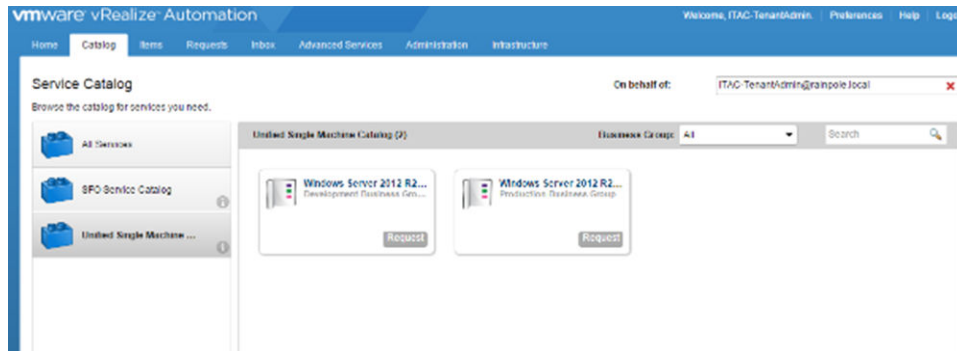 vmware vRealize Automation
Welcome, ITAC-TenantAdmin. Preferences Help Logo
Home Catalog Items Requests Inbox Advanced Services Administration Infrastructure
Service Catalog
On behalf of: ITAC-TenantAdmin@rainpole.local
Browse the catalog for services you need.
All Services
Unified Single Machine Catalog (2) Business Group: All Search
SFO Service Catalog
Windows Server 2012 R2... Windows Server 2012 R2...
Development Business Gro... Production Business Group
Unified Single Machine ...
Request Request